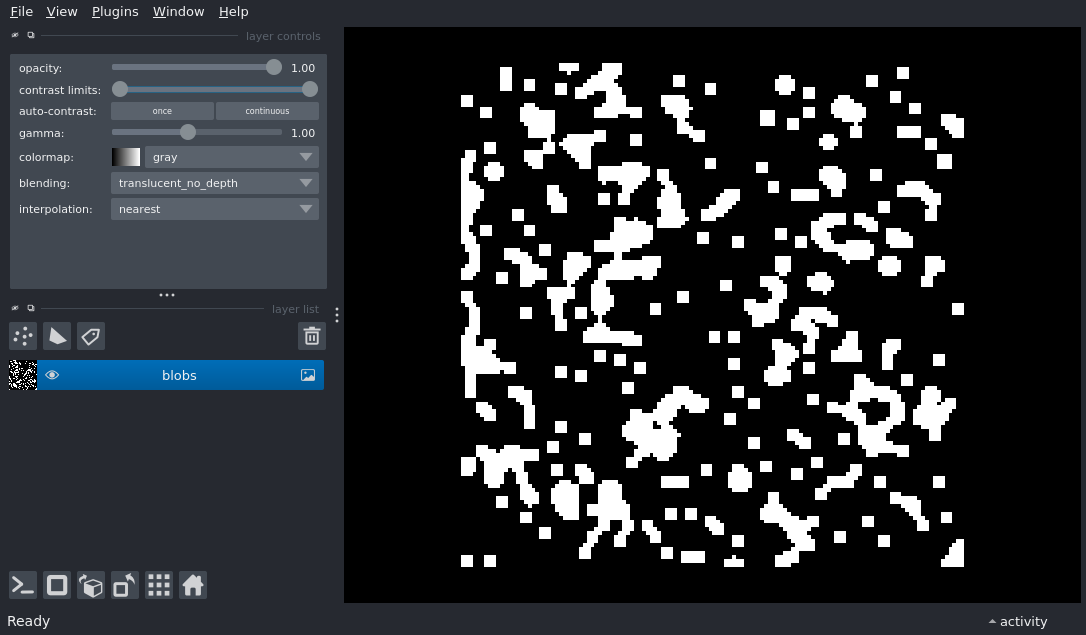 File View Plugins Window Help
layer controls
opacity: 1.00
contrast limits:
auto-contrast: once continuous
gamma: 1.00
colormap: gray
blending: translucent_no_depth
interpolation: nearest
layer list
blobs
Ready
activity